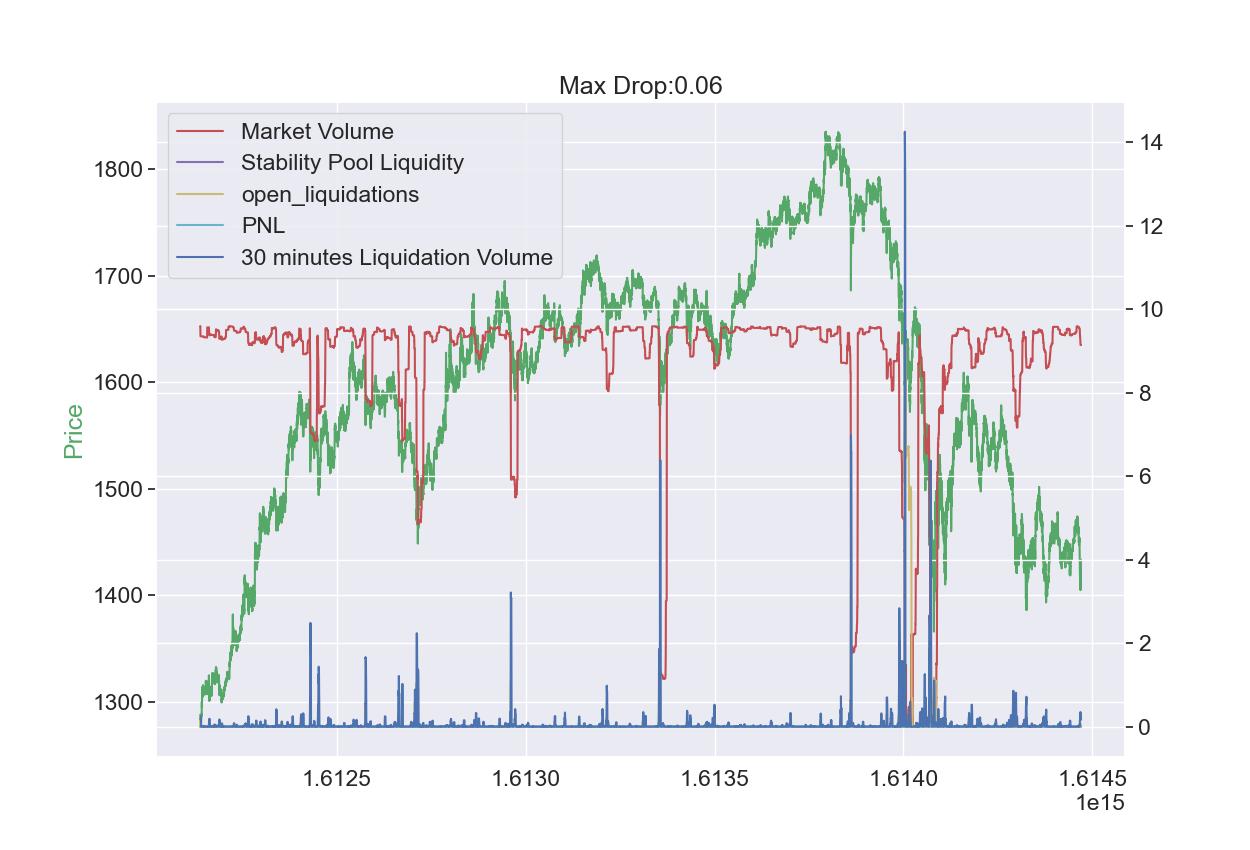 Max Drop:0.06
Market Volume
Stability Pool Liquidity
open_liquidations
PNL
30 minutes Liquidation Volume
Price
1800
1700
1600
1500
1400
1300
14
12
10
8
6
4
2
0
1.6125 1.6130 1.6135 1.6140 1.6145
1e15